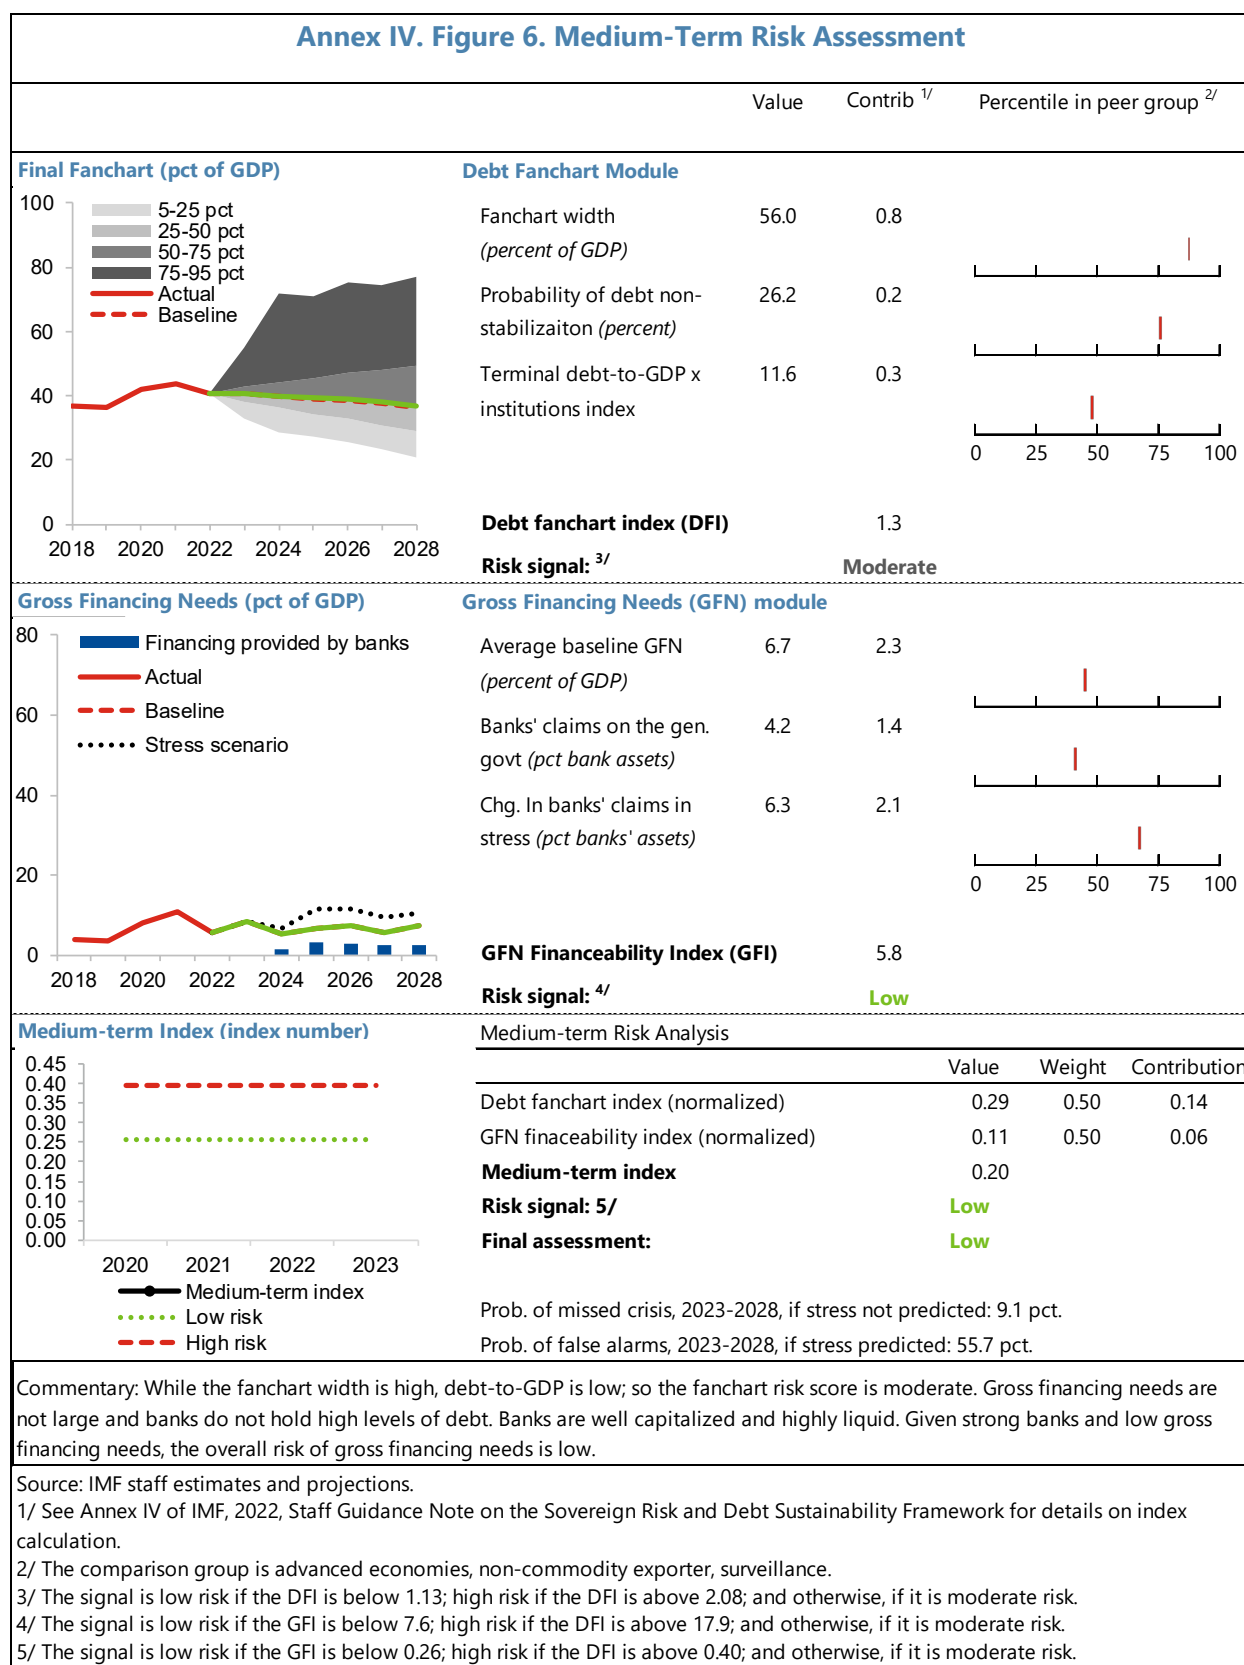 Annex IV. Figure 6. Medium-Term Risk Assessment
Value Contrib 1/ Percentile in peer group 2/
Final Fanchart (pct of GDP)
100
80
60
40
20
0
5-25 pct
25-50 pct
50-75 pct
75-95 pct
Actual
Baseline
2018 2020 2022 2024 2026 2028
Debt Fanchart Module
Fanchart width 56.0 0.8
(percent of GDP)
Probability of debt non- 26.2 0.2
stabilizaiton (percent)
Terminal debt-to-GDP x 11.6 0.3
institutions index
0 25 50 75 100
Debt fanchart index (DFI) 1.3
Risk signal: 3/ Moderate
Gross Financing Needs (pct of GDP)
80
60
40
20
0
Financing provided by banks
Actual
Baseline
Stress scenario
2018 2020 2022 2024 2026 2028
Gross Financing Needs (GFN) module
Average baseline GFN 6.7 2.3
(percent of GDP)
Banks' claims on the gen. 4.2 1.4
govt (pct bank assets)
Chg. In banks' claims in 6.3 2.1
stress (pct banks' assets)
0 25 50 75 100
GFN Financeability Index (GFI) 5.8
Risk signal: 4/ Low
Medium-term Index (index number)
0.45
0.40
0.35
0.30
0.25
0.20
0.15
0.10
0.05
0.00
2020 2021 2022 2023
Medium-term index
Low risk
High risk
Medium-term Risk Analysis
Value Weight Contribution
Debt fanchart index (normalized) 0.29 0.50 0.14
GFN finaceability index (normalized) 0.11 0.50 0.06
Medium-term index 0.20
Risk signal: 5/ Low
Final assessment: Low
Prob. of missed crisis, 2023-2028, if stress not predicted: 9.1 pct.
Prob. of false alarms, 2023-2028, if stress predicted: 55.7 pct.
Commentary: While the fanchart width is high, debt-to-GDP is low; so the fanchart risk score is moderate. Gross financing needs are
not large and banks do not hold high levels of debt. Banks are well capitalized and highly liquid. Given strong banks and low gross
financing needs, the overall risk of gross financing needs is low.
Source: IMF staff estimates and projections.
1/ See Annex IV of IMF, 2022, Staff Guidance Note on the Sovereign Risk and Debt Sustainability Framework for details on index
calculation.
2/ The comparison group is advanced economies, non-commodity exporter, surveillance.
3/ The signal is low risk if the DFI is below 1.13; high risk if the DFI is above 2.08; and otherwise, if it is moderate risk.
4/ The signal is low risk if the GFI is below 7.6; high risk if the DFI is above 17.9; and otherwise, if it is moderate risk.
5/ The signal is low risk if the GFI is below 0.26; high risk if the DFI is above 0.40; and otherwise, if it is moderate risk.